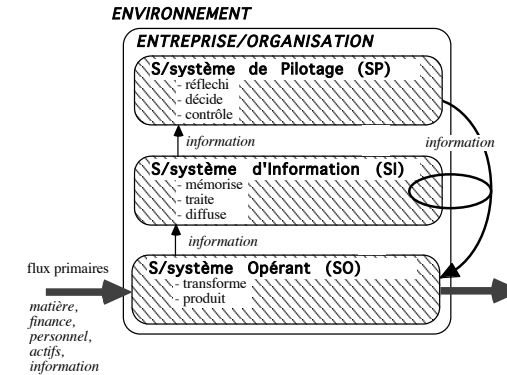 ENVIRONNEMENT
ENTREPRISE/ORGANISATION
S/système de Pilotage (SP)
- réflechi
- décide
- contrôle
information
information
S/système d'Information (SI)
- mémorise
- traite
- diffuse
information
S/système Opérant (SO)
- transforme
- produit
flux primaires
matière,
finance,
personnel,
actifs,
information